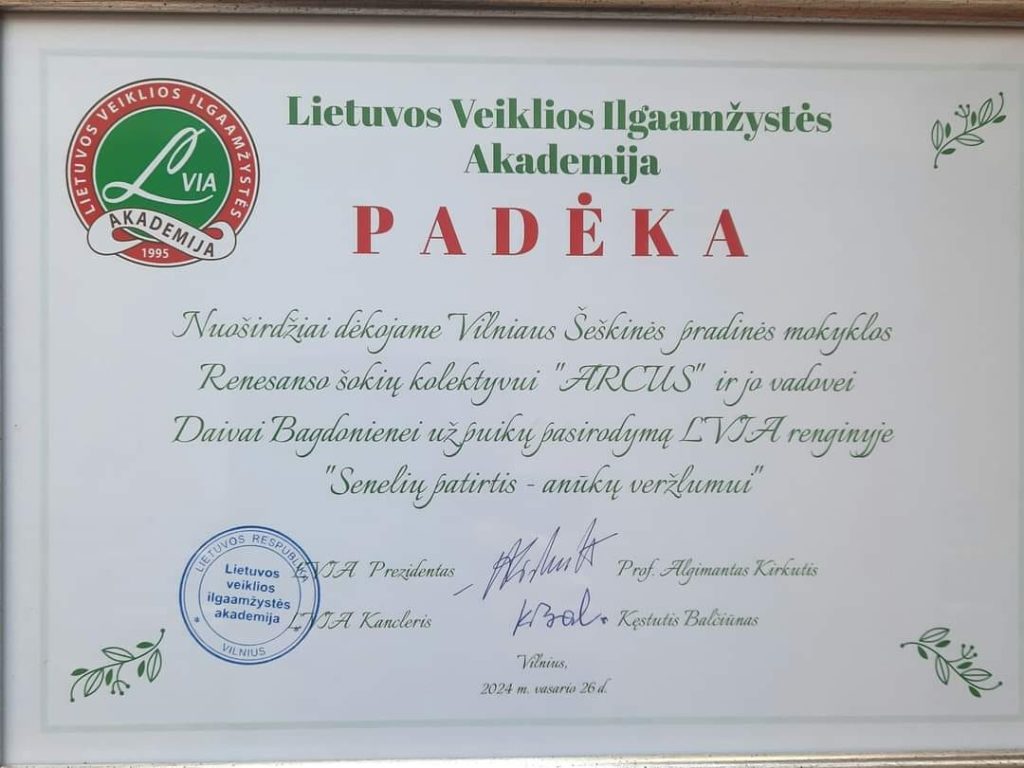 LIETUVOS VEIKLIOS ILGAAMŽYSTĖS
L VIA
AKADEMIJA
1995
Lietuvos Veiklios Ilgaamžystės
Akademija
PADĖKA
Nuoširdžiai dėkojame Vilniaus Šeškinės pradinės mokyklos
Renesanso šokių kolektyvui "ARCUS" ir jo vadovei
Daivai Bagdonienei už puikų pasirodymą LVIA renginyje
"Senelių patirtis - anūkų veržlumui"
LIETUVOS RESPUBLIKA
Lietuvos
veiklios
ilgaamžystės
akademija
VILNIUS
LVIA Prezidentas Prof. Algimantas Kirkutis
LVIA Kancleris Kęstutis Balčiūnas
Vilnius,
2024 m. vasario 26 d.